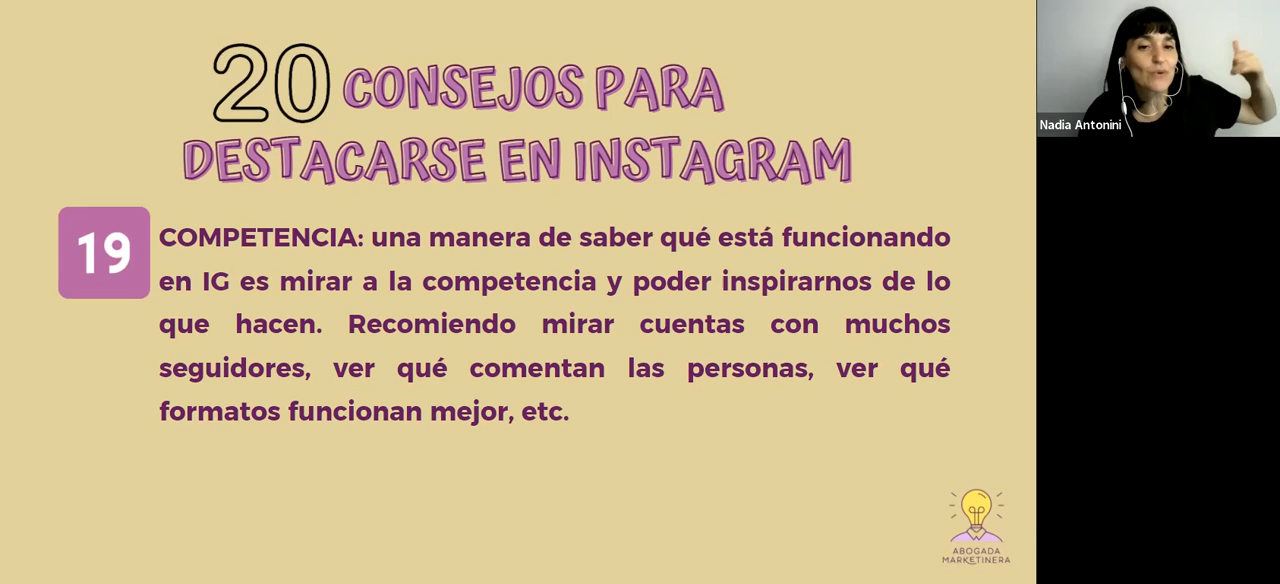 20 CONSEJOS PARA
DESTACARSE EN INSTAGRAM
19
COMPETENCIA: una manera de saber qué está funcionando
en IG es mirar a la competencia y poder inspirarnos de lo
que hacen. Recomiendo mirar cuentas con muchos
seguidores, ver qué comentan las personas, ver qué
formatos funcionan mejor, etc.
ABOGADA
MARKETINERA
Nadia Antonini